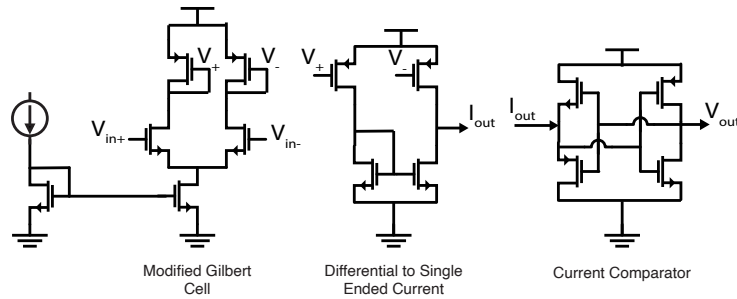 V+
V-
Vin+
Vin-
V+
V-
Iout
Iout
Vout
Modified Gilbert
Cell
Differential to Single
Ended Current
Current Comparator